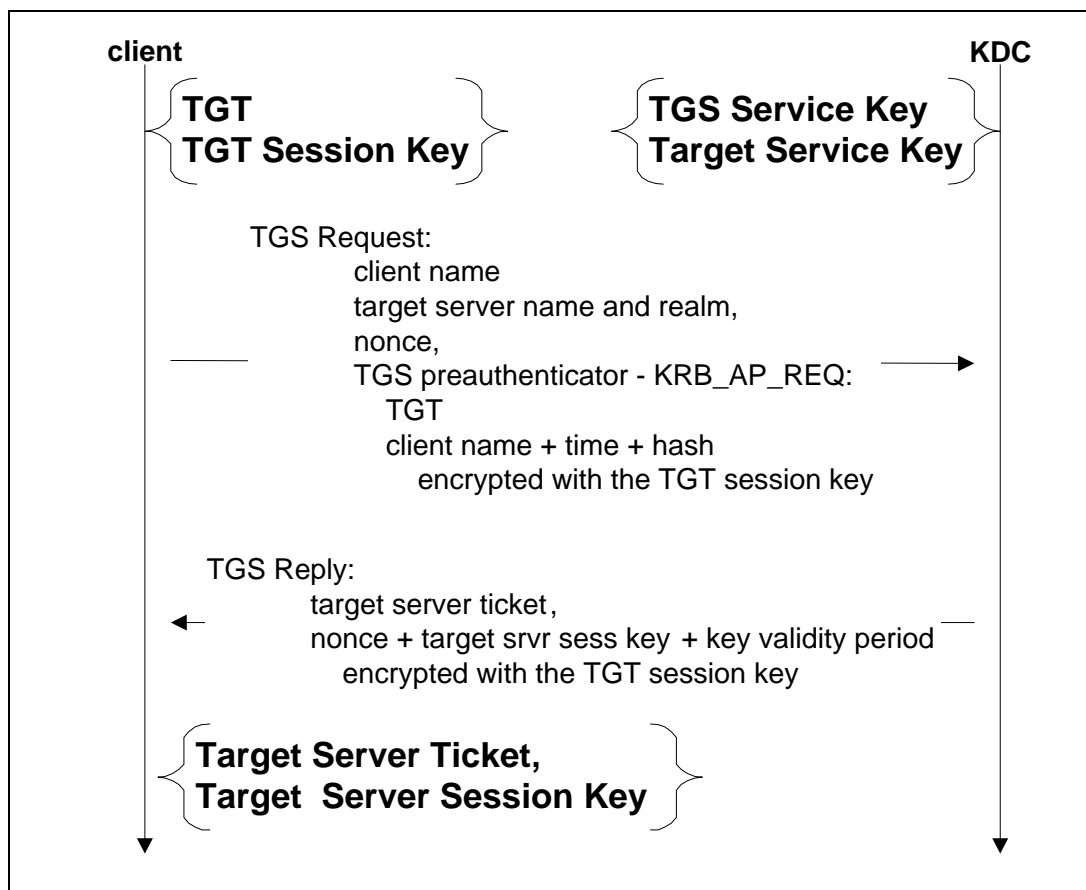 client
KDC
TGT
TGT Session Key
TGS Service Key
Target Service Key
TGS Request:
client name
target server name and realm,
nonce,
TGS preauthenticator - KRB_AP_REQ:
TGT
client name + time + hash
encrypted with the TGT session key
TGS Reply:
target server ticket,
nonce + target srvr sess key + key validity period
encrypted with the TGT session key
Target Server Ticket,
Target Server Session Key